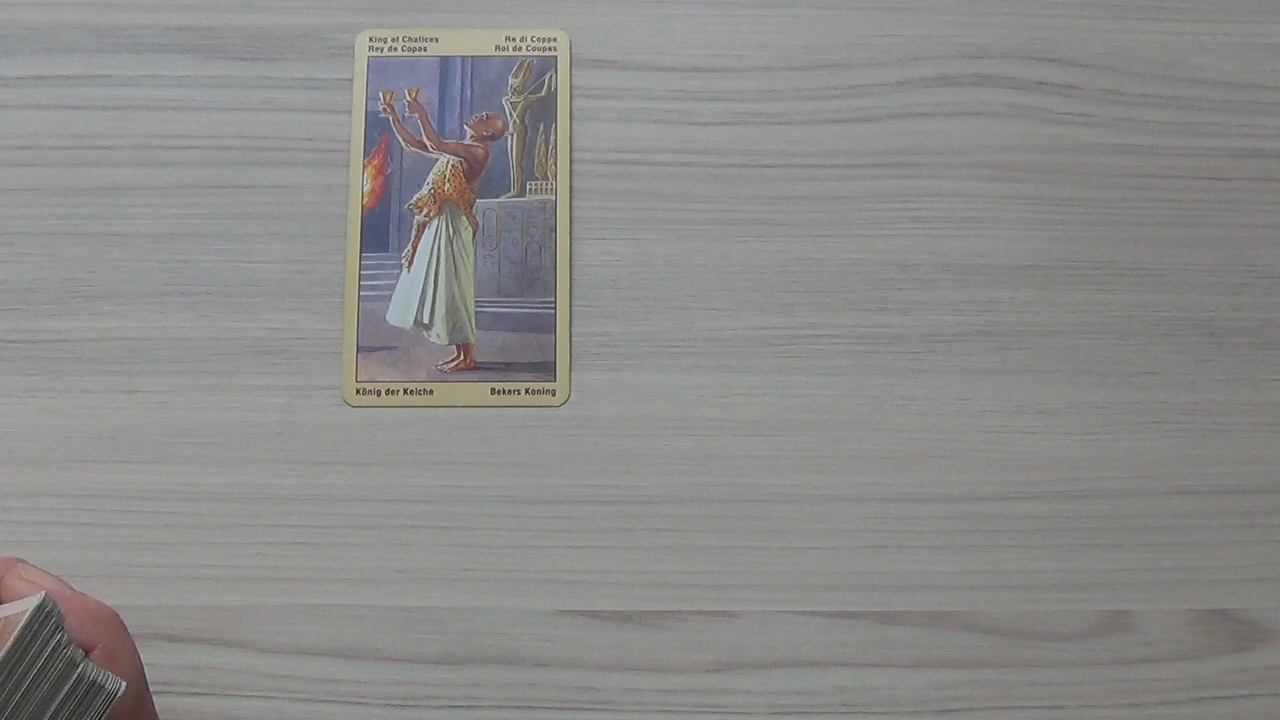 King of Chalices
Rey de Copas
Re di Coppe
Roi de Coupes
König der Kelche
Bekers Koning